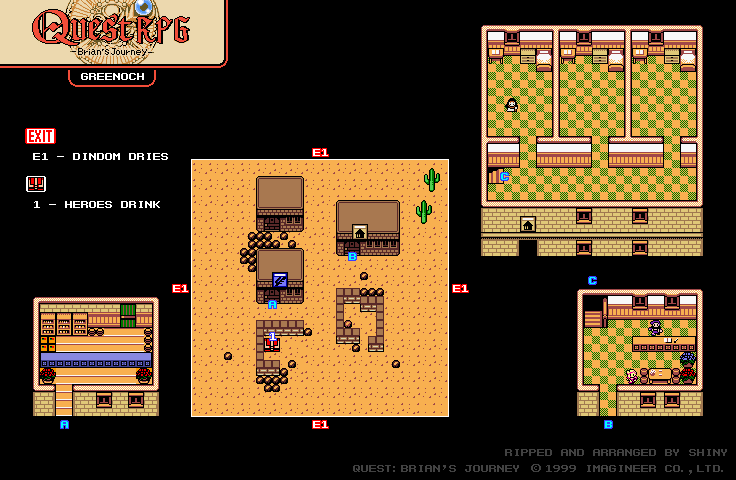 QUESTRPG
-Brian's Journey-
GREENOCH
EXIT
E1 - DINDOM DRIES
1 - HEROES DRINK
E1
E1
E1
E1
B
A
1
C
C
A
B
RIPPED AND ARRANGED BY SHINY
QUEST: BRIAN'S JOURNEY ©1999 IMAGINEER CO.,LTD.